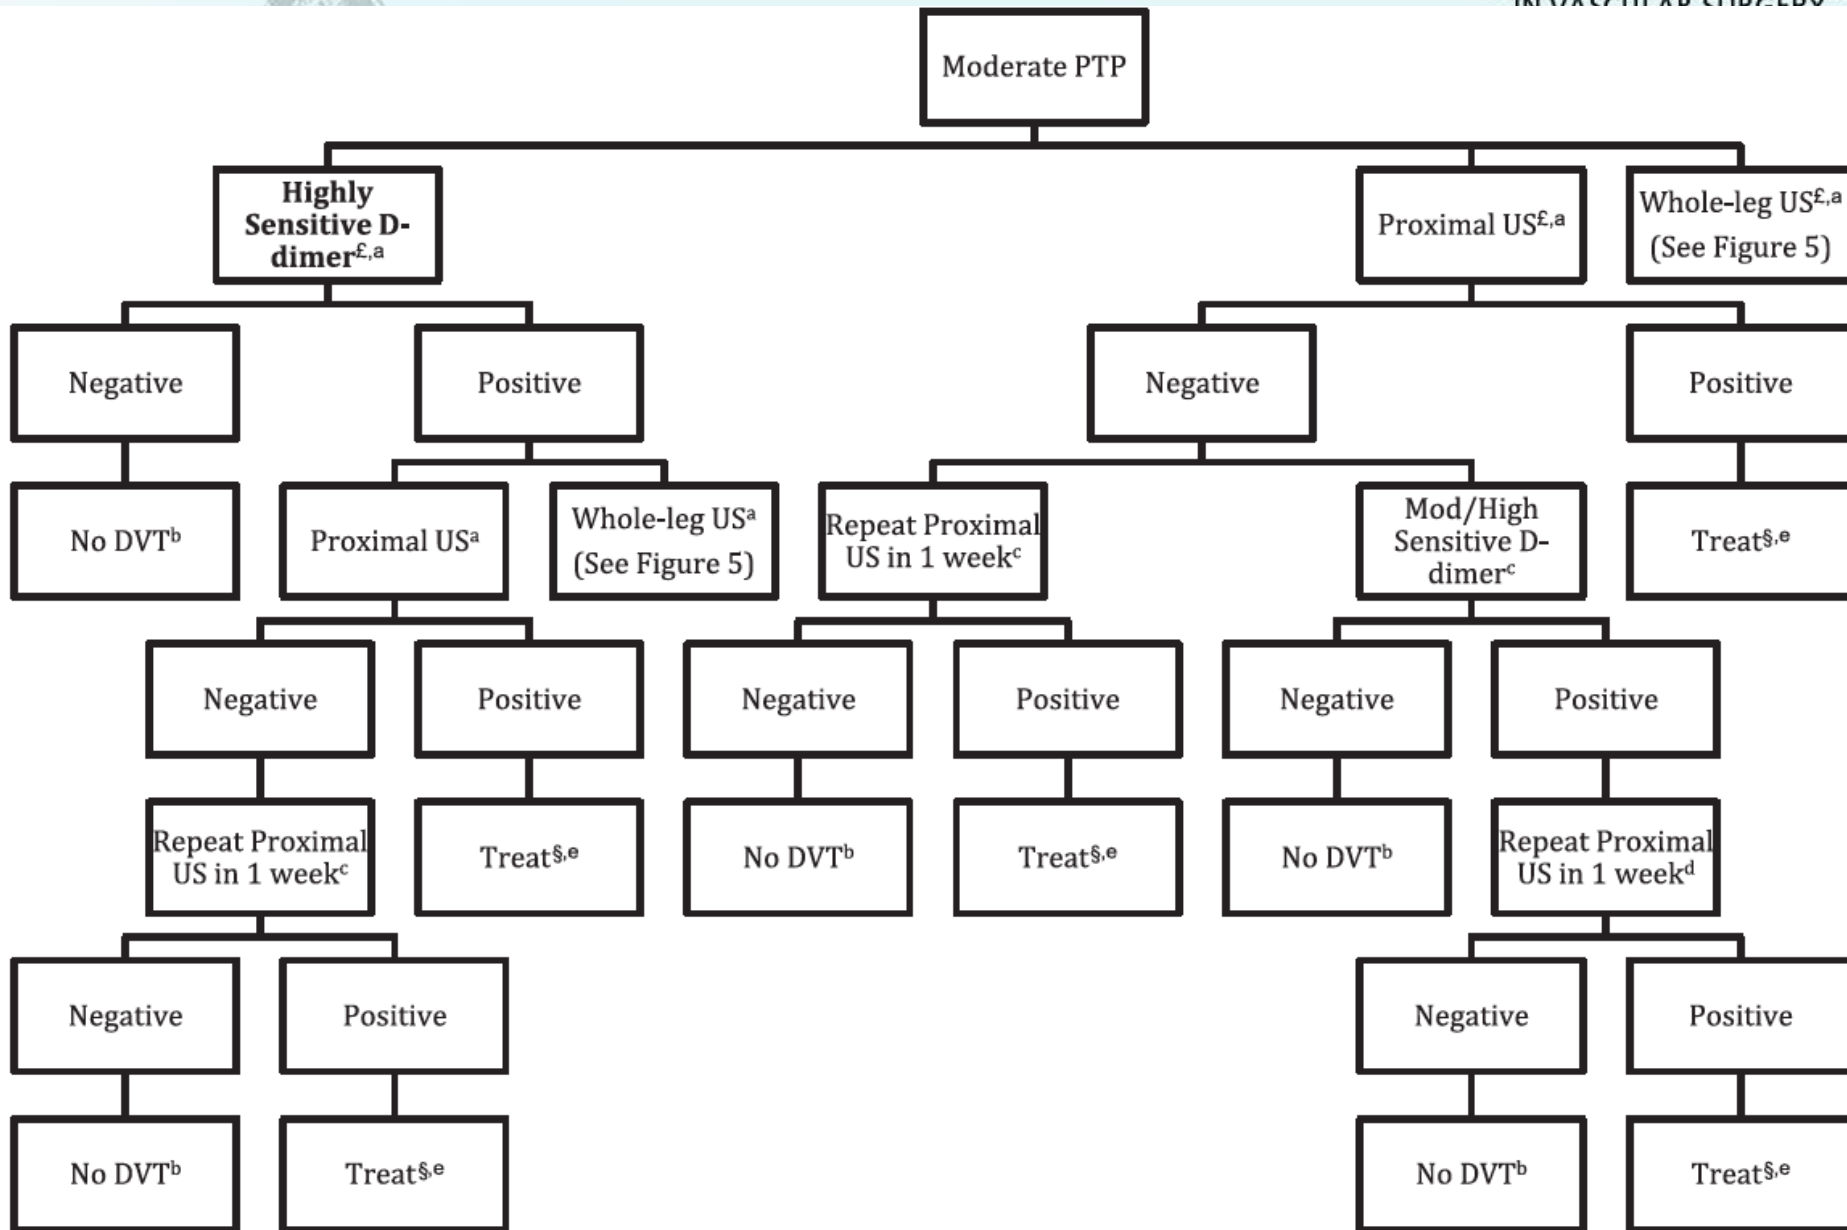 IN VASCULAR SURGERY
Moderate PTP
Highly
Sensitive D-
dimer£,a
Proximal US£,a
Whole-leg US£,a
(See Figure 5)
Negative
Positive
Negative
Positive
No DVTb
Proximal USa
Whole-leg USa
(See Figure 5)
Repeat Proximal
US in 1 weekc
Mod/High
Sensitive D-
dimerc
Treat§,e
Negative
Positive
Negative
Positive
Negative
Positive
Repeat Proximal
US in 1 weekc
Treat§,e
No DVTb
Treat§,e
No DVTb
Repeat Proximal
US in 1 weekd
Negative
Positive
Negative
Positive
No DVTb
Treat§,e
No DVTb
Treat§,e